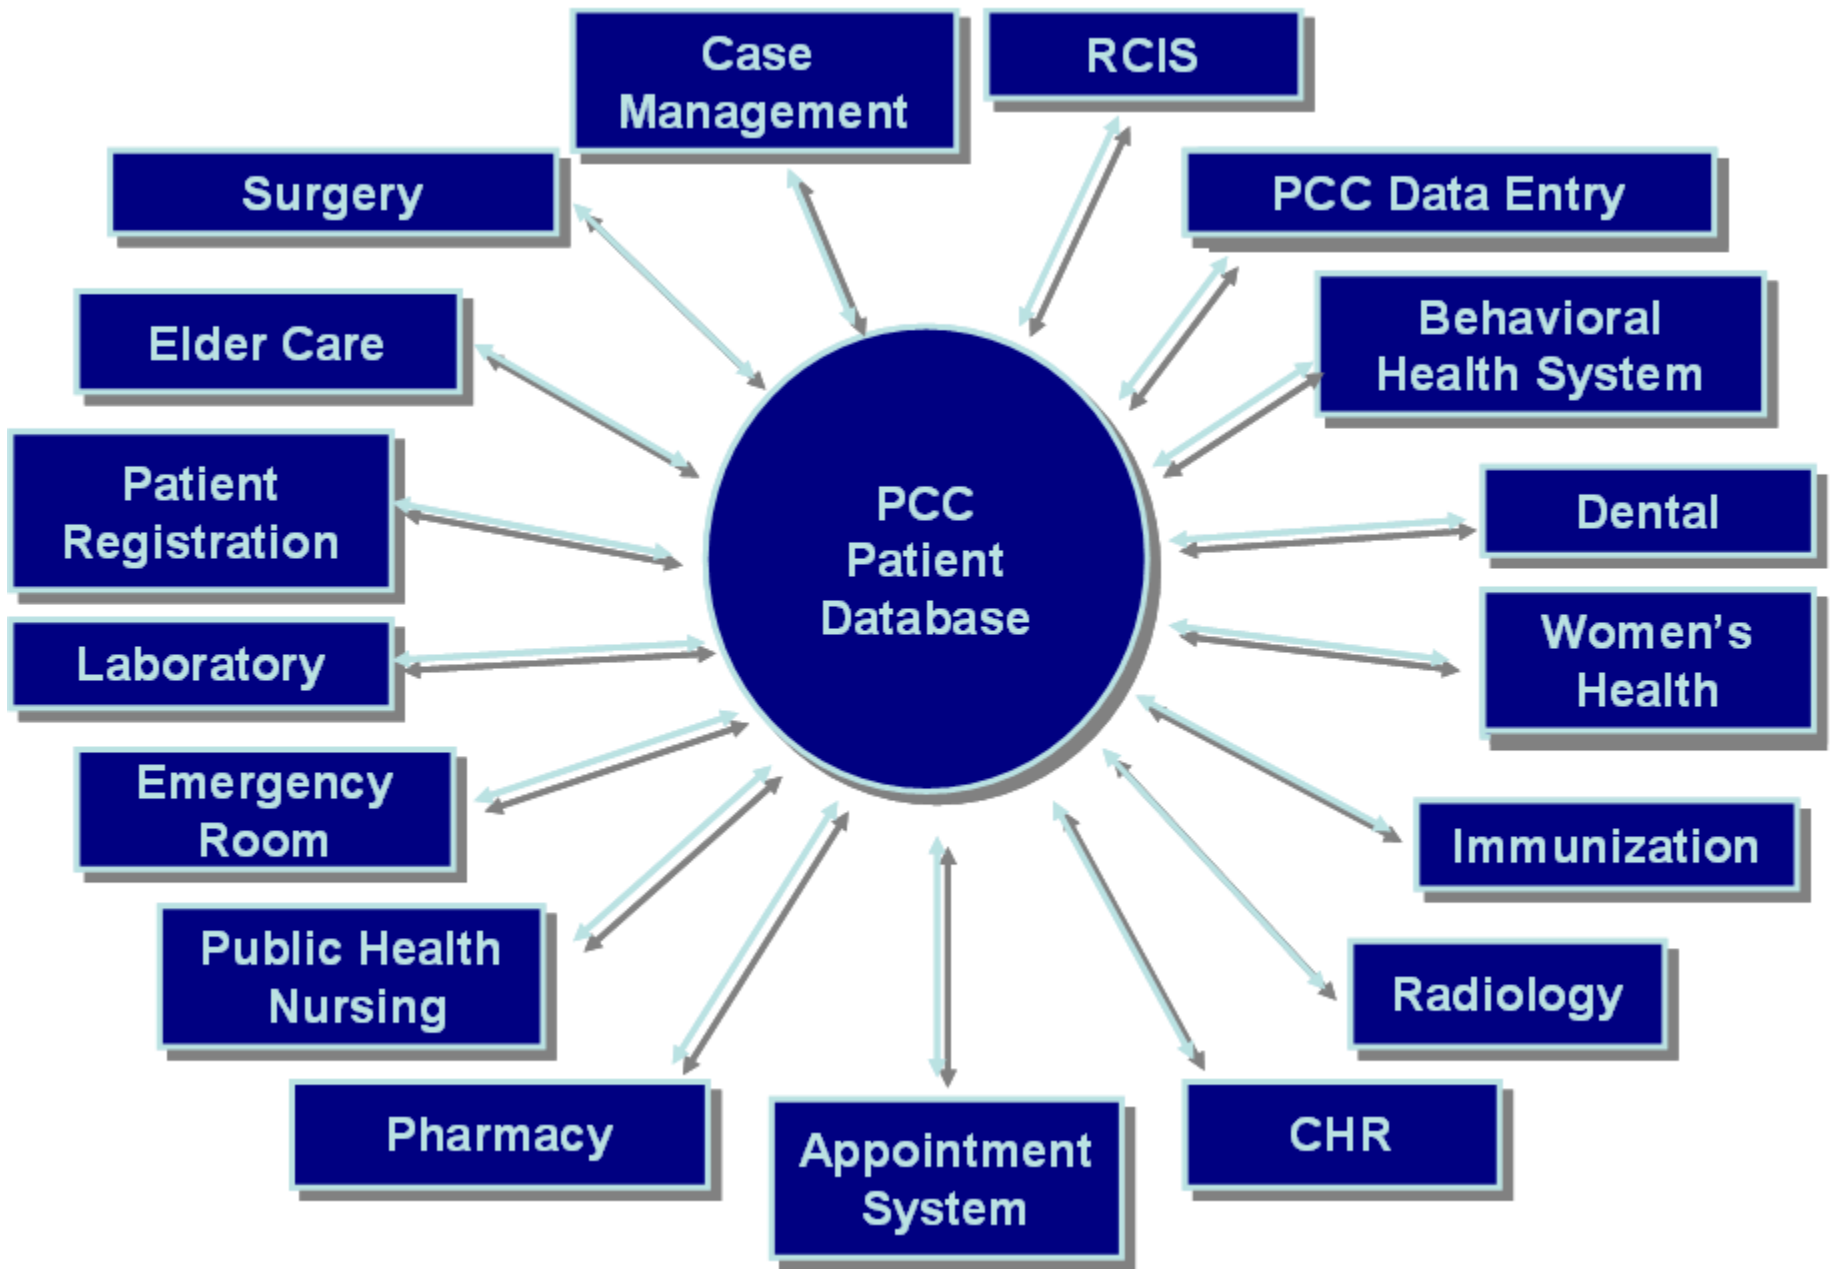 Case
Management
RCIS
Surgery
PCC Data Entry
Elder Care
Behavioral
Health System
Patient
Registration
PCC
Patient
Database
Dental
Laboratory
Women’s
Health
Emergency
Room
Immunization
Public Health
Nursing
Radiology
Pharmacy
Appointment
System
CHR